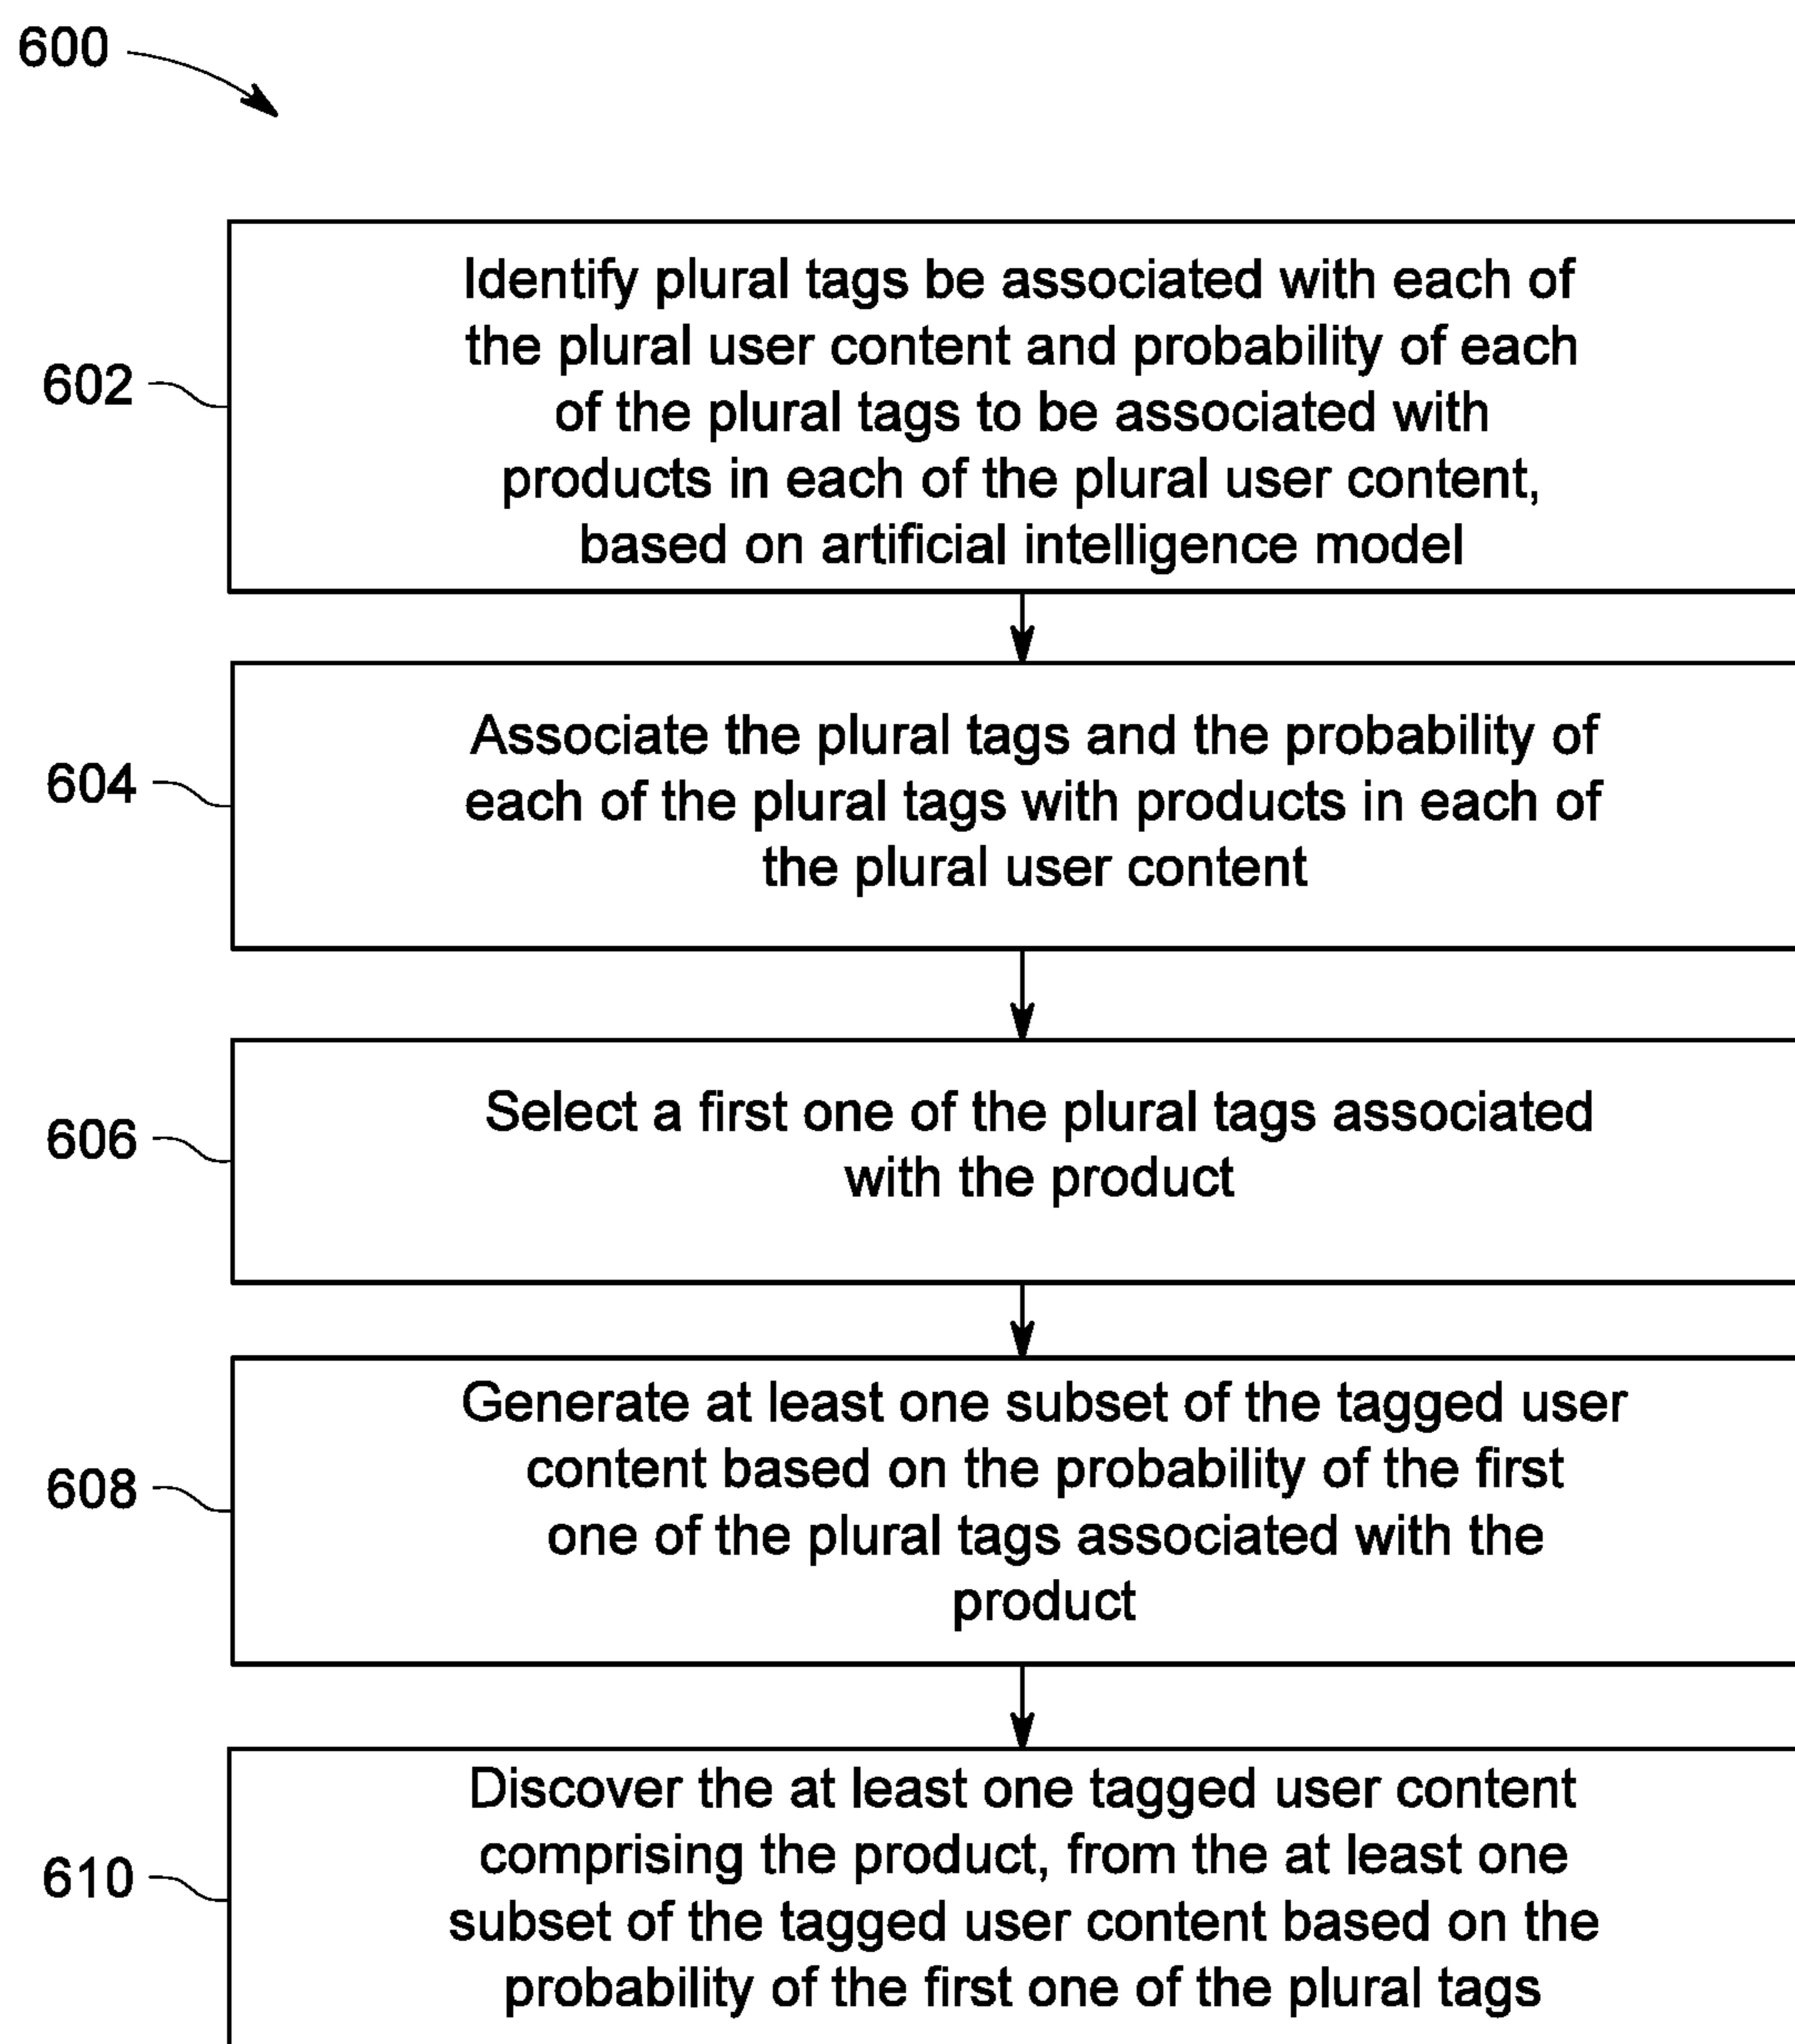 600
602
Identify plural tags be associated with each of
the plural user content and probability of each
of the plural tags to be associated with
products in each of the plural user content,
based on artificial intelligence model
604
Associate the plural tags and the probability of
each of the plural tags with products in each of
the plural user content
606
Select a first one of the plural tags associated
with the product
608
Generate at least one subset of the tagged user
content based on the probability of the first
one of the plural tags associated with the
product
610
Discover the at least one tagged user content
comprising the product, from the at least one
subset of the tagged user content based on the
probability of the first one of the plural tags